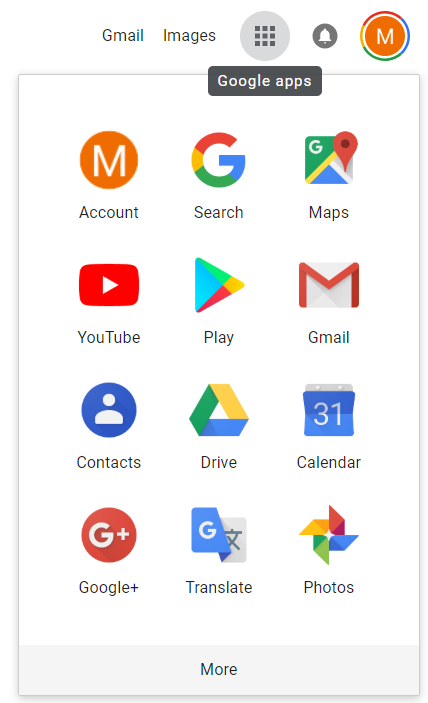 Gmail Images M
Google apps
M G G
Account Search Maps
YouTube Play Gmail
31
Contacts Drive Calendar
G+ G 文
Google+ Translate Photos
More